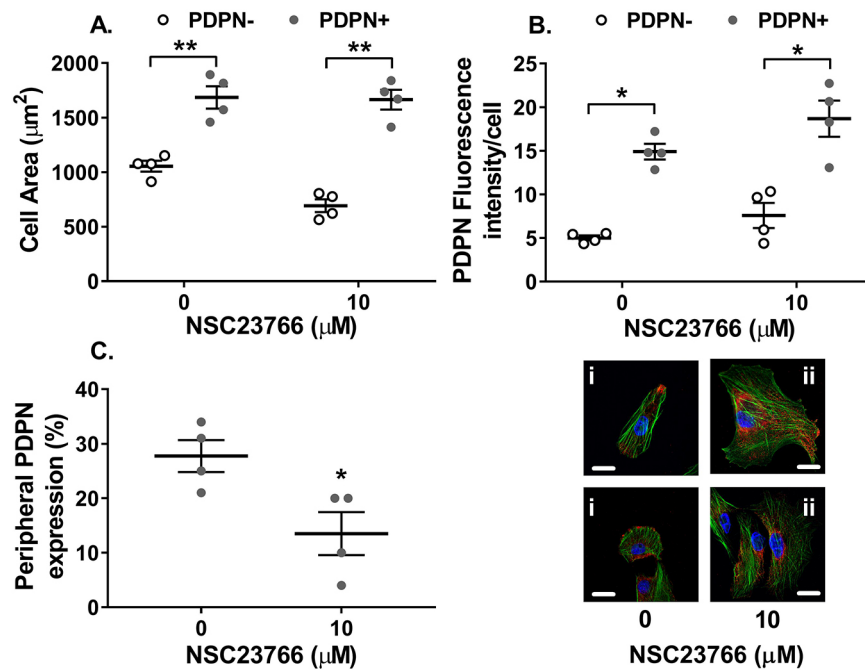 A.
PDPN-
PDPN+
Cell Area (μm²)
2000
1500
1000
500
0
**
**
0
10
NSC23766 (μM)
B.
PDPN-
PDPN+
PDPN Fluorescence
intensity/cell
25
20
15
10
5
0
*
*
0
10
NSC23766 (μM)
C.
Peripheral PDPN
expression (%)
40
30
20
10
0
*
0
10
NSC23766 (μM)
i
ii
i
ii
0
10
NSC23766 (μM)